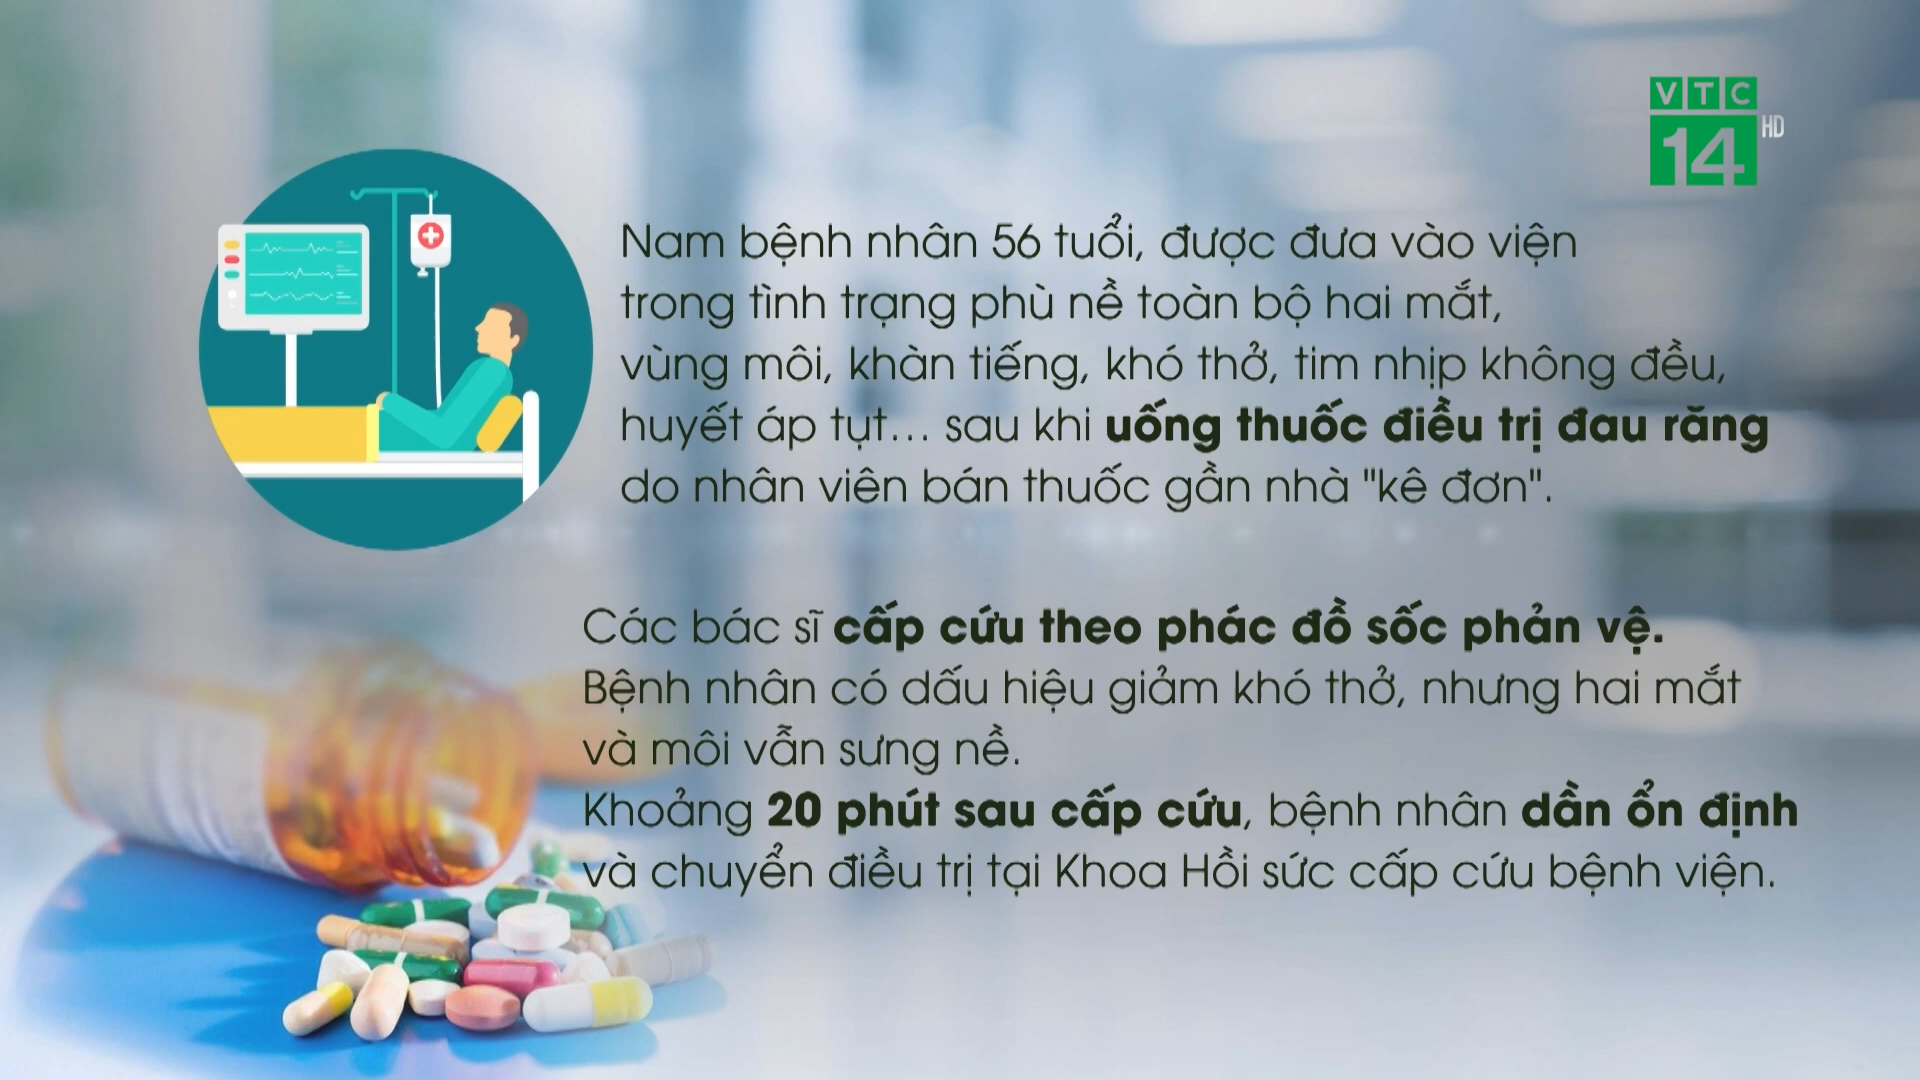 VTC
14 HD
Nam bệnh nhân 56 tuổi, được đưa vào viện
trong tình trạng phù nề toàn bộ hai mắt,
vùng môi, khàn tiếng, khó thở, tim nhịp không đều,
huyết áp tụt... sau khi uống thuốc điều trị đau răng
do nhân viên bán thuốc gần nhà "kê đơn".
Các bác sĩ cấp cứu theo phác đồ sốc phản vệ.
Bệnh nhân có dấu hiệu giảm khó thở, nhưng hai mắt
và môi vẫn sưng nề.
Khoảng 20 phút sau cấp cứu, bệnh nhân dần ổn định
và chuyển điều trị tại Khoa Hồi sức cấp cứu bệnh viện.